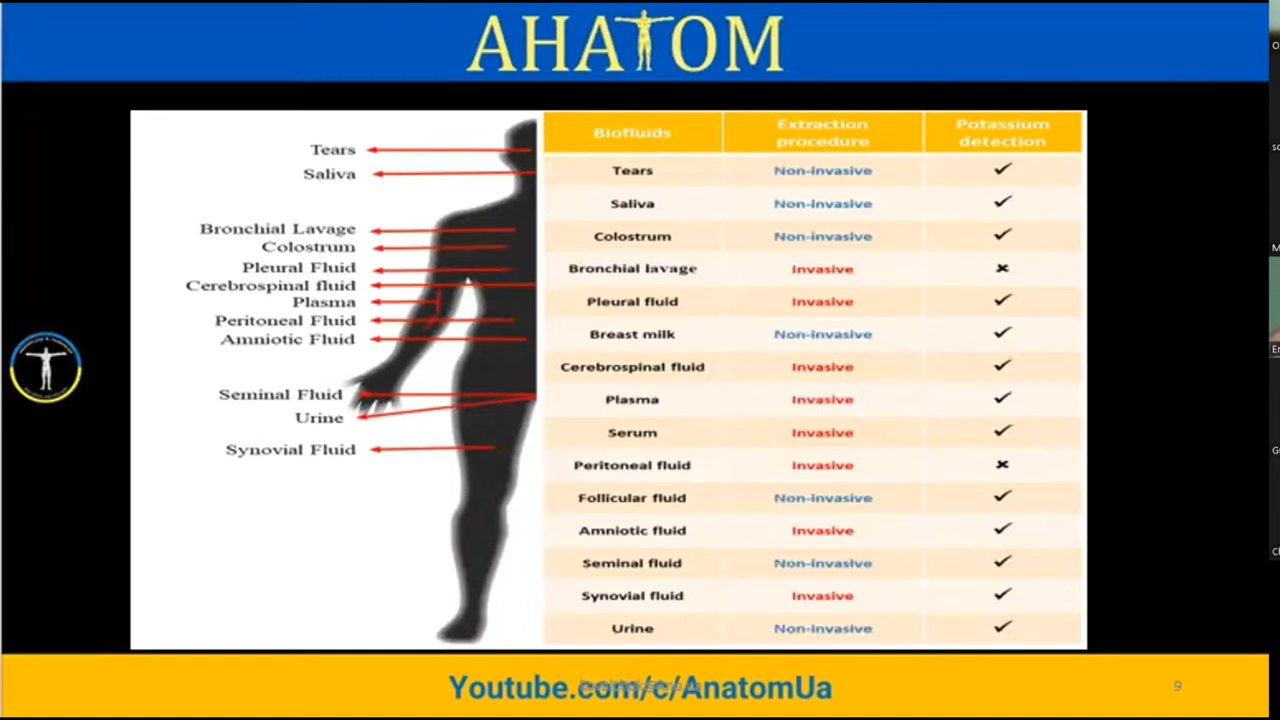 АНАТОМ
Tears
Saliva
Bronchial Lavage
Colostrum
Pleural Fluid
Cerebrospinal fluid
Plasma
Peritoneal Fluid
Amniotic Fluid
Seminal Fluid
Urine
Synovial Fluid
Biofluids Extraction procedure Potassium detection
Tears Non-invasive ✓
Saliva Non-invasive ✓
Colostrum Non-invasive ✓
Bronchial lavage Invasive ×
Pleural fluid Invasive ✓
Breast milk Non-invasive ✓
Cerebrospinal fluid Invasive ✓
Plasma Invasive ✓
Serum Invasive ✓
Peritoneal fluid Invasive ×
Follicular fluid Non-invasive ✓
Amniotic fluid Invasive ✓
Seminal fluid Non-invasive ✓
Synovial fluid Invasive ✓
Urine Non-invasive ✓
Youtube.com/c/AnatomUa
9